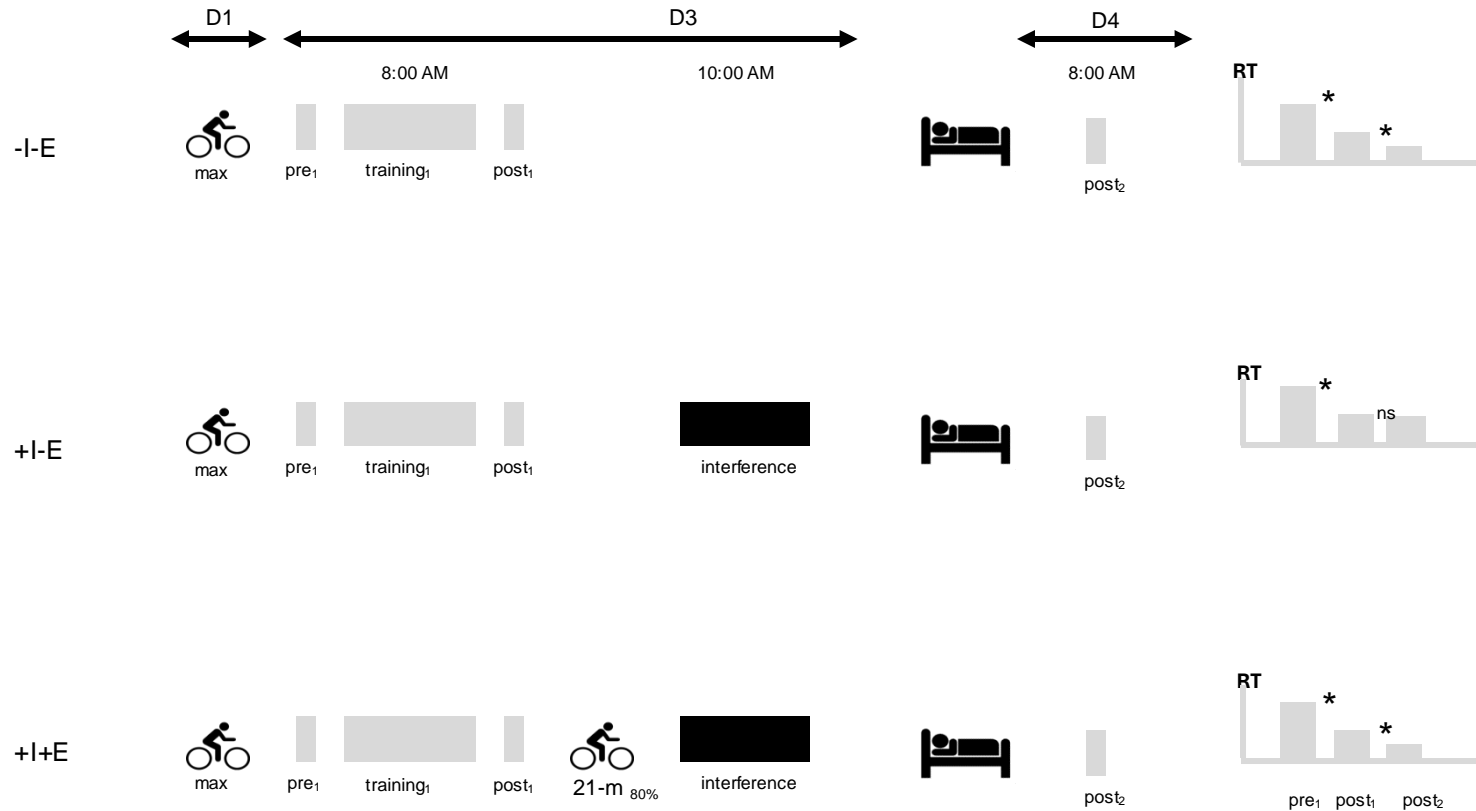 D1 D3 D4
8:00 AM 10:00 AM 8:00 AM
RT
* *
-I-E
max pre₁ training₁ post₁ post₂
RT
* ns
+I-E
max pre₁ training₁ post₁ interference post₂
RT
* *
+I+E
max pre₁ training₁ post₁ 21-m 80% interference post₂
pre₁ post₁ post₂